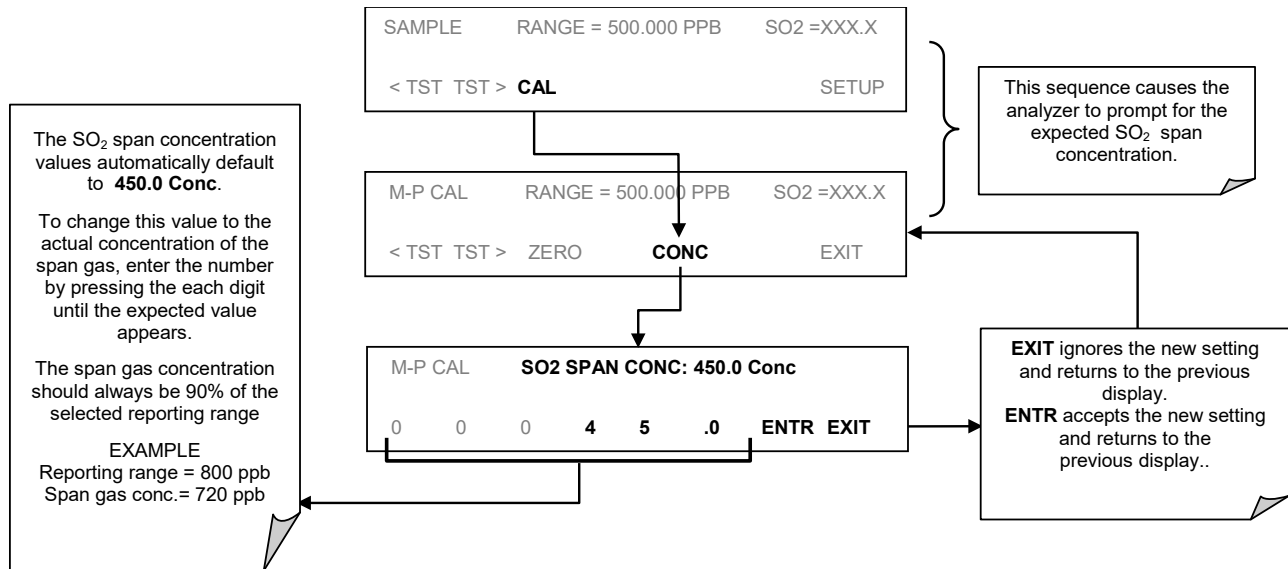 SAMPLE RANGE = 500.000 PPB SO2 =XXX.X
< TST TST > CAL SETUP
This sequence causes the
analyzer to prompt for the
expected SO₂ span
concentration.
The SO₂ span concentration
values automatically default
to 450.0 Conc.
To change this value to the
actual concentration of the
span gas, enter the number
by pressing the each digit
until the expected value
appears.
The span gas concentration
should always be 90% of the
selected reporting range
EXAMPLE
Reporting range = 800 ppb
Span gas conc.= 720 ppb
M-P CAL RANGE = 500.000 PPB SO2 =XXX.X
< TST TST > ZERO CONC EXIT
M-P CAL SO2 SPAN CONC: 450.0 Conc
0 0 0 4 5 .0 ENTR EXIT
EXIT ignores the new setting
and returns to the previous
display.
ENTR accepts the new setting
and returns to the
previous display..